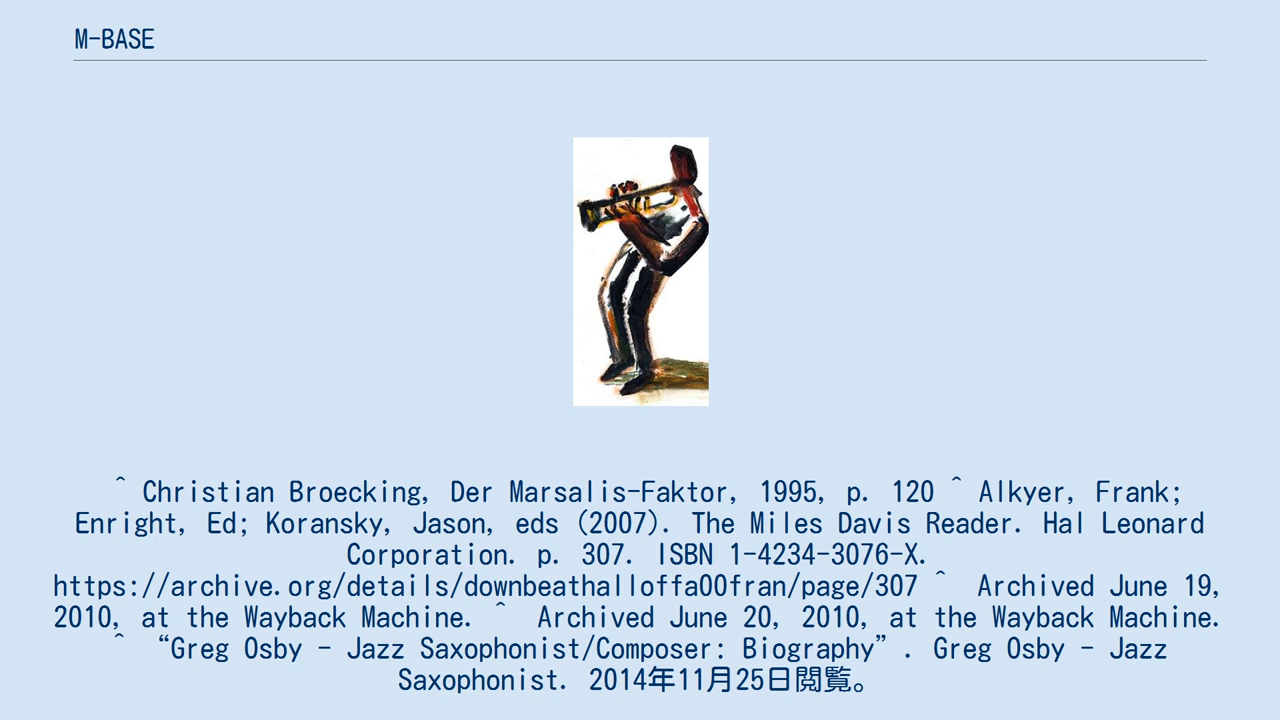 M-BASE
^ Christian Broecking, Der Marsalis-Faktor, 1995, p. 120 ^ Alkyer, Frank;
Enright, Ed; Koransky, Jason, eds (2007). The Miles Davis Reader. Hal Leonard
Corporation. p. 307. ISBN 1-4234-3076-X.
https://archive.org/details/downbeathalloffa00fran/page/307 ^ Archived June 19,
2010, at the Wayback Machine. ^ Archived June 20, 2010, at the Wayback Machine.
^ “Greg Osby - Jazz Saxophonist/Composer: Biography”. Greg Osby - Jazz
Saxophonist. 2014年11月25日閲覧。